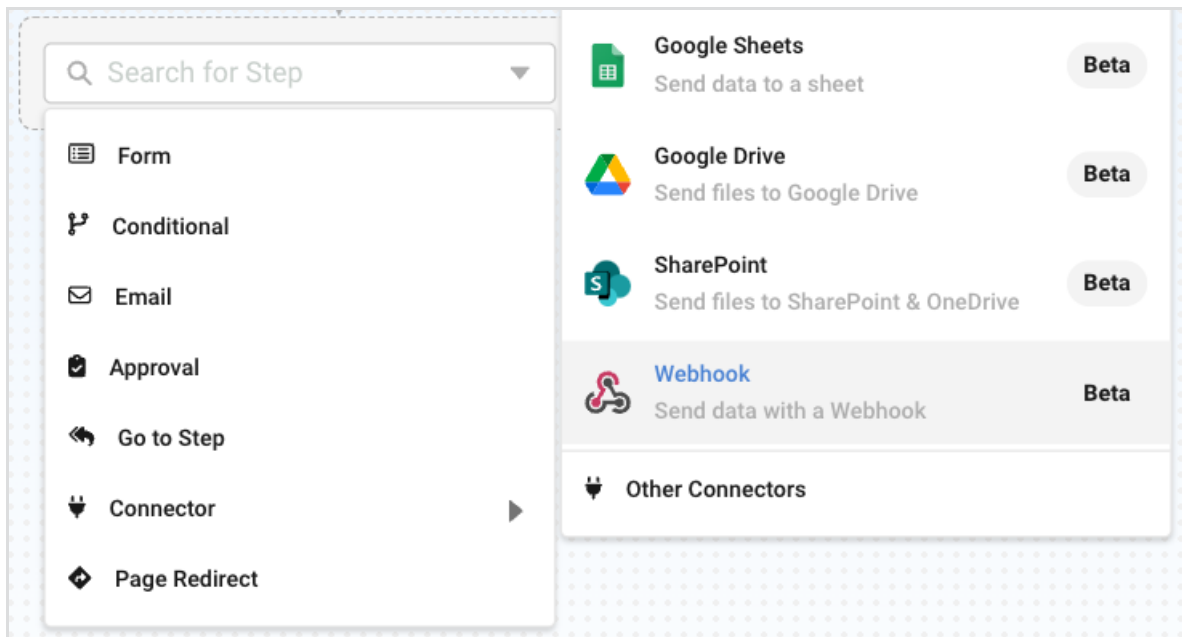 Search for Step
Form
Conditional
Email
Approval
Go to Step
Connector
Page Redirect
Google Sheets
Beta
Send data to a sheet
Google Drive
Beta
Send files to Google Drive
SharePoint
Beta
Send files to SharePoint & OneDrive
Webhook
Beta
Send data with a Webhook
Other Connectors